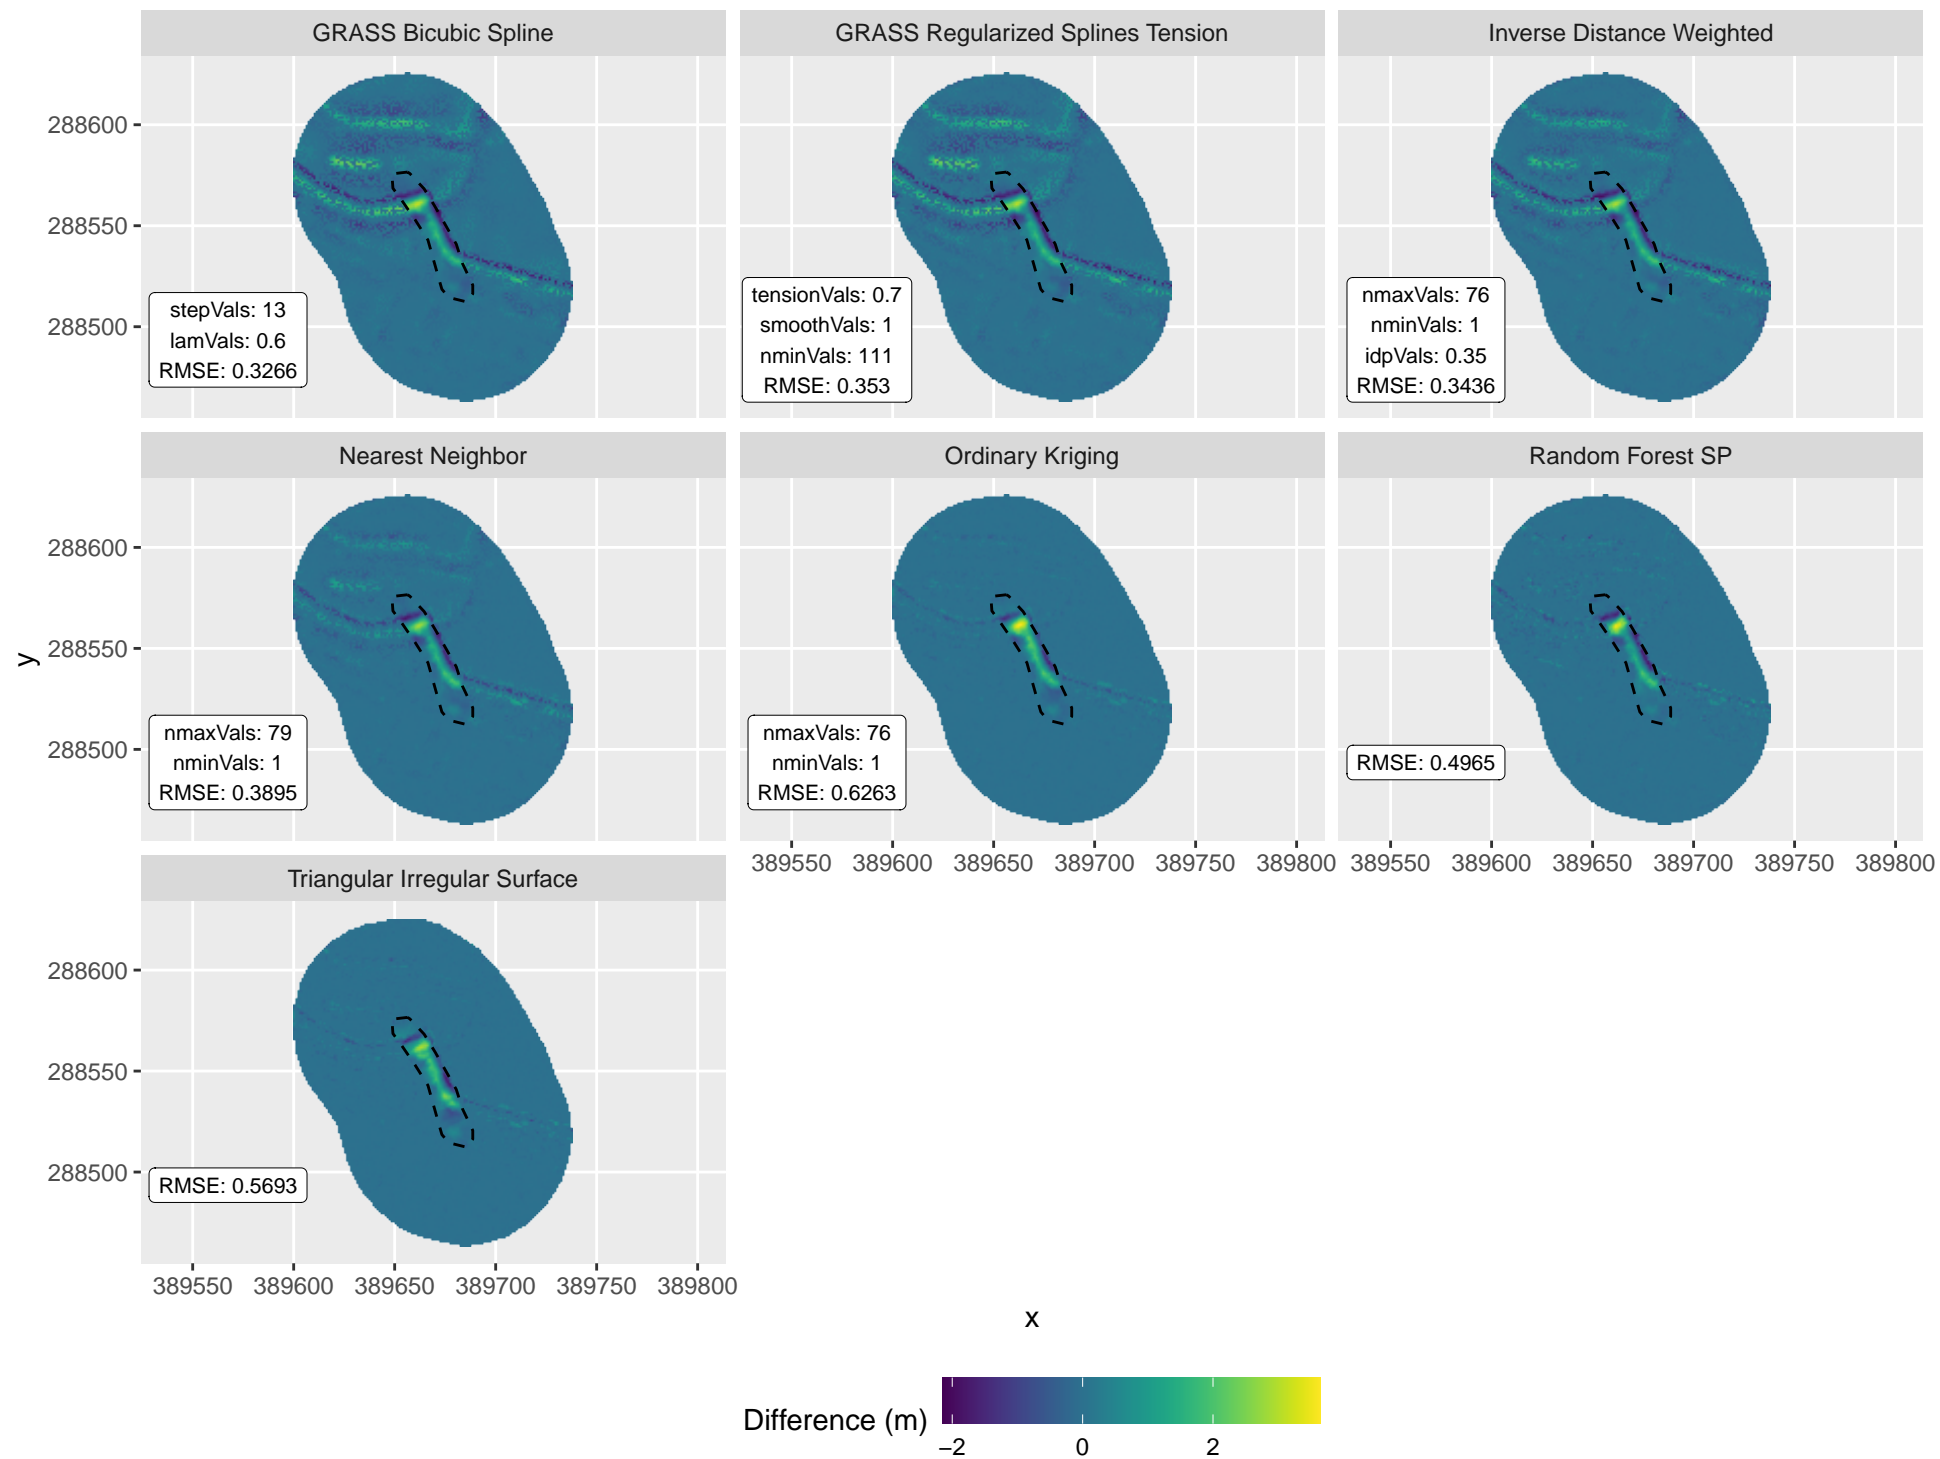 GRASS Bicubic Spline
GRASS Regularized Splines Tension
Inverse Distance Weighted
288600
288550
288500
stepVals: 13
lamVals: 0.6
RMSE: 0.3266
tensionVals: 0.7
smoothVals: 1
nminVals: 111
RMSE: 0.353
nmaxVals: 76
nminVals: 1
idpVals: 0.35
RMSE: 0.3436
Nearest Neighbor
Ordinary Kriging
Random Forest SP
288600
288550
288500
y
nmaxVals: 79
nminVals: 1
RMSE: 0.3895
nmaxVals: 76
nminVals: 1
RMSE: 0.6263
RMSE: 0.4965
389550 389600 389650 389700 389750 389800
389550 389600 389650 389700 389750 389800
Triangular Irregular Surface
288600
288550
288500
RMSE: 0.5693
389550 389600 389650 389700 389750 389800
x
Difference (m)
−2 0 2